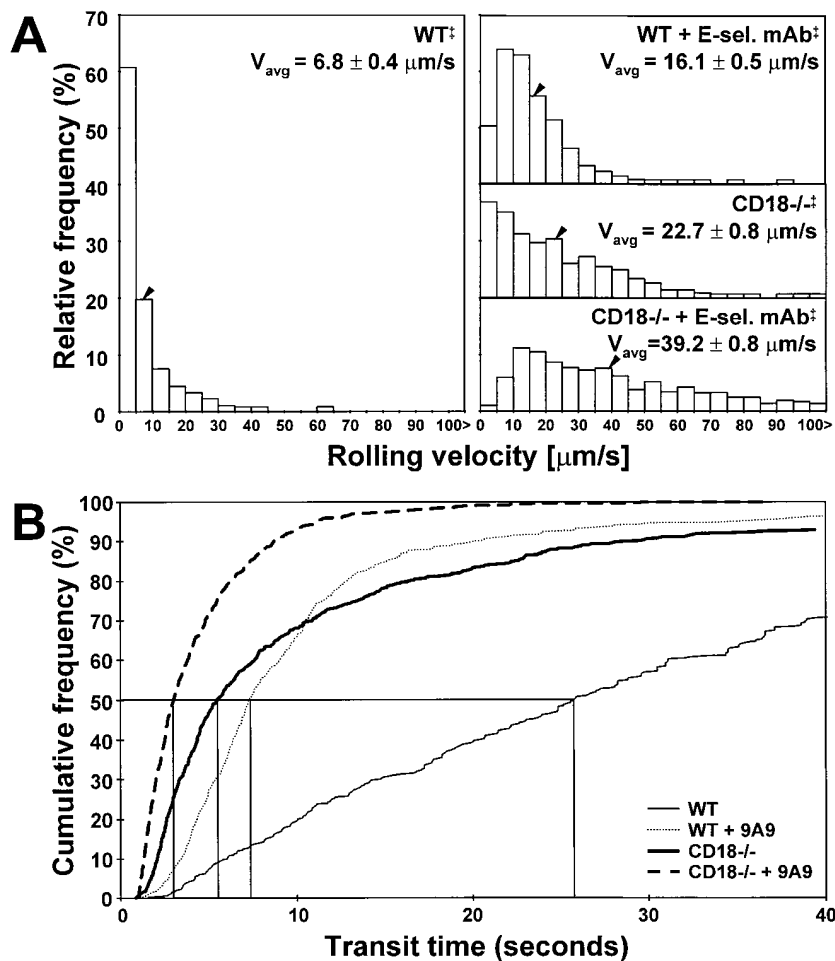 A
Relative frequency (%)
70
60
50
40
30
20
10
0
WT‡
Vavg = 6.8 ± 0.4 μm/s
0 10 20 30 40 50 60 70 80 90 100>
WT + E-sel. mAb‡
Vavg = 16.1 ± 0.5 μm/s
CD18-/-‡
Vavg = 22.7 ± 0.8 μm/s
CD18-/- + E-sel. mAb‡
Vavg=39.2 ± 0.8 μm/s
0 10 20 30 40 50 60 70 80 90 100>
Rolling velocity [μm/s]
B
Cumulative frequency (%)
100
90
80
70
60
50
40
30
20
10
0
WT
WT + 9A9
CD18-/-
CD18-/- + 9A9
0 10 20 30 40
Transit time (seconds)